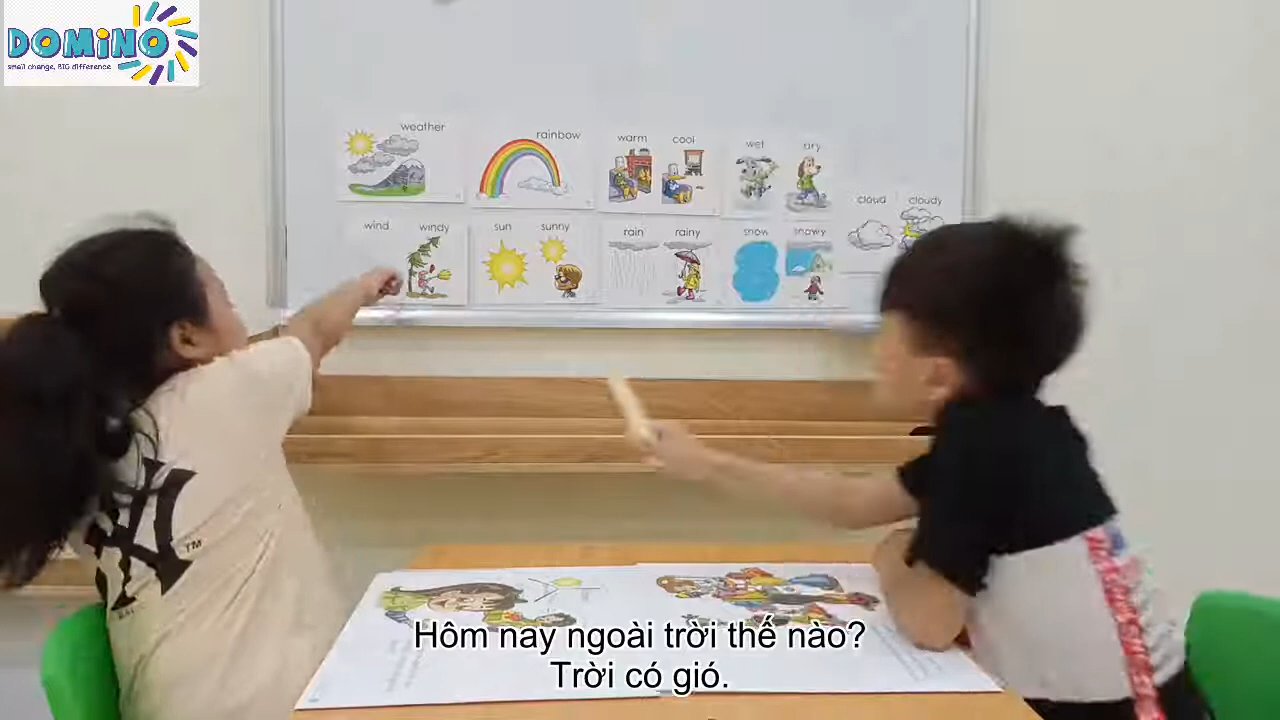 DOMINO
small change, BIG difference
weather
rainbow
warm cool
wet dry
cloud cloudy
wind windy
sun sunny
rain rainy
snow snowy
TM
Hôm nay ngoài trời thế nào?
Trời có gió.